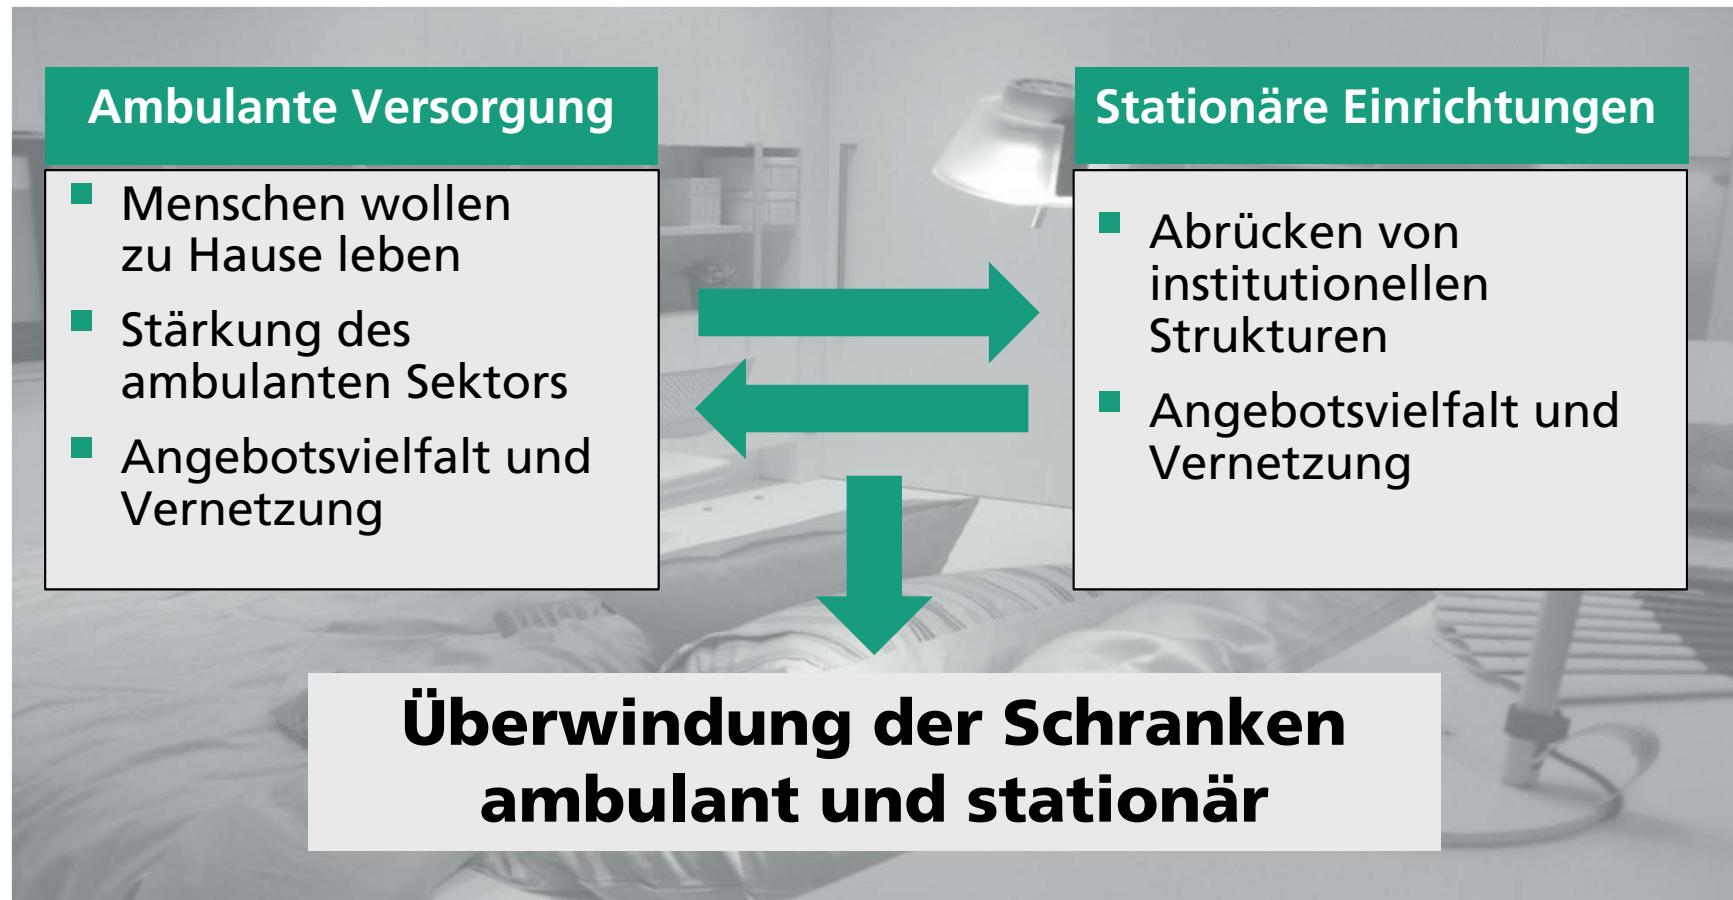 Ambulante Versorgung
Menschen wollen
zu Hause leben
Stärkung des
ambulanten Sektors
Angebotsvielfalt und
Vernetzung
Stationäre Einrichtungen
Abrücken von
institutionellen
Strukturen
Angebotsvielfalt und
Vernetzung
Überwindung der Schranken
ambulant und stationär